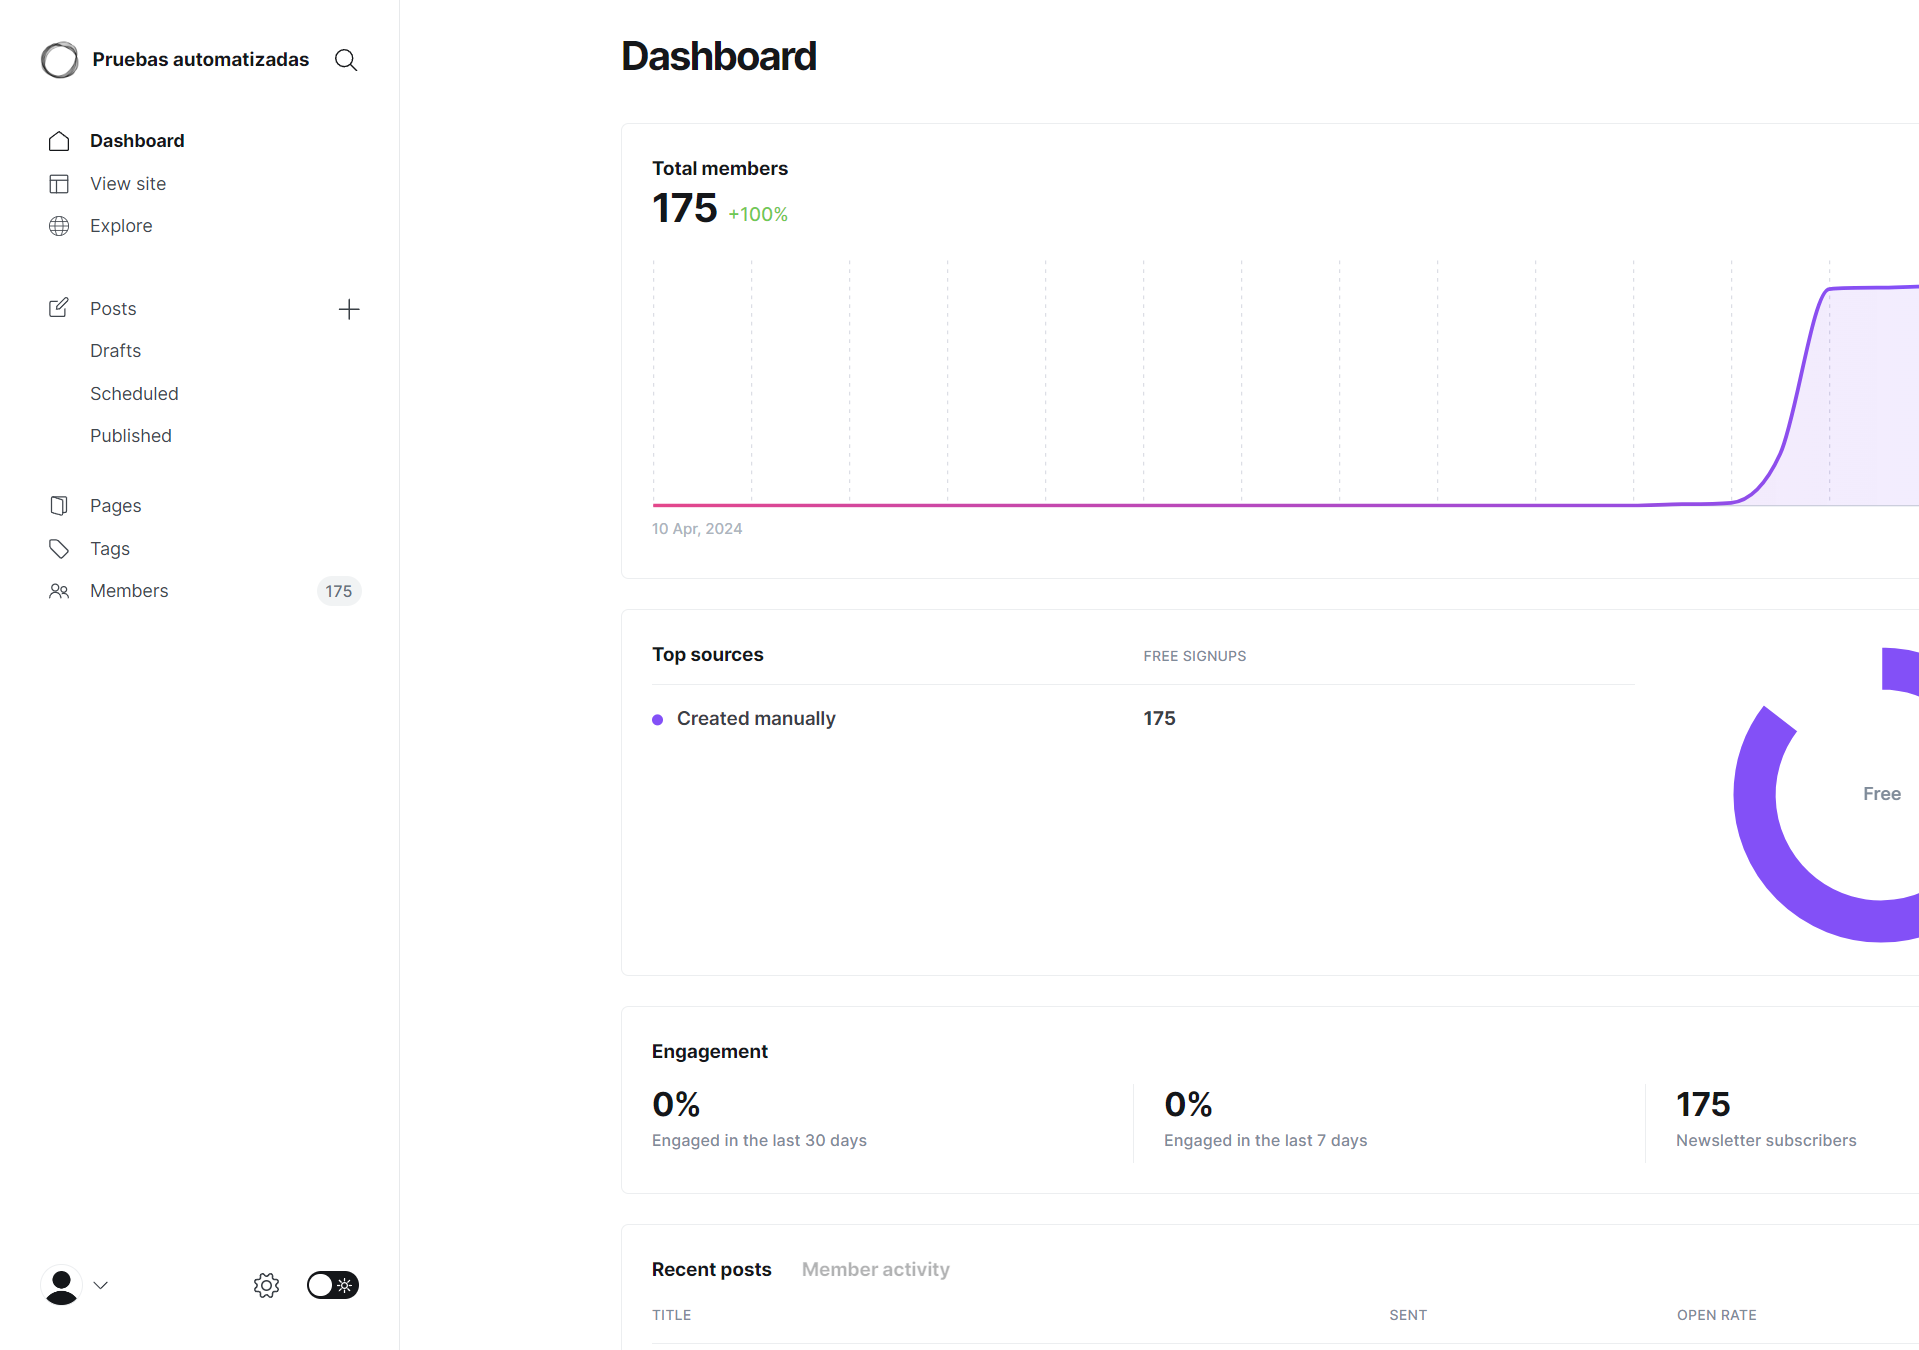 Pruebas automatizadas
Dashboard
View site
Explore
Posts
Drafts
Scheduled
Published
Pages
Tags
Members 175
Dashboard
Total members
175 +100%
10 Apr, 2024
Top sources FREE SIGNUPS
Created manually 175
Free
Engagement
0% 0% 175
Engaged in the last 30 days Engaged in the last 7 days Newsletter subscribers
Recent posts Member activity
TITLE SENT OPEN RATE